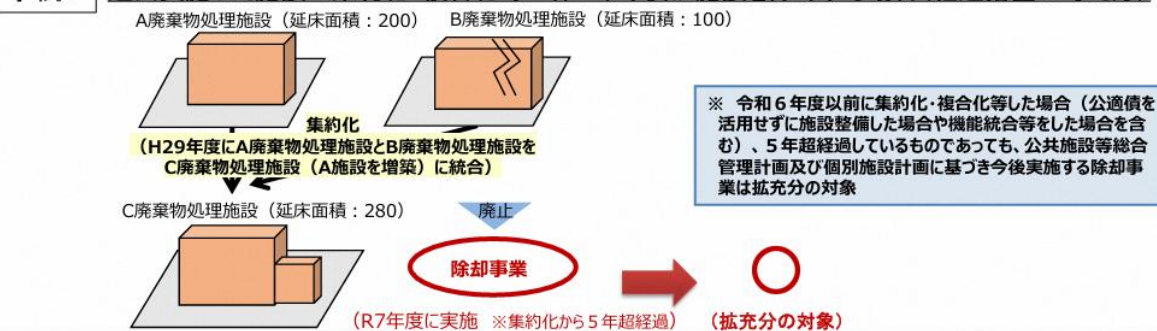 A廃棄物処理施設（延床面積：200）
B廃棄物処理施設（延床面積：100）
集約化
（H29年度にA廃棄物処理施設とB廃棄物処理施設を
C廃棄物処理施設（A施設を増築）に統合）
※ 令和６年度以前に集約化・複合化等した場合（公適債を
活用せずに施設整備した場合や機能統合等をした場合を含
む）、５年超経過しているものであっても、公共施設等総合
管理計画及び個別施設計画に基づき今後実施する除却事
業は拡充分の対象
C廃棄物処理施設（延床面積：280）
廃止
除却事業
（R7年度に実施 ※集約化から５年超経過）
（拡充分の対象）